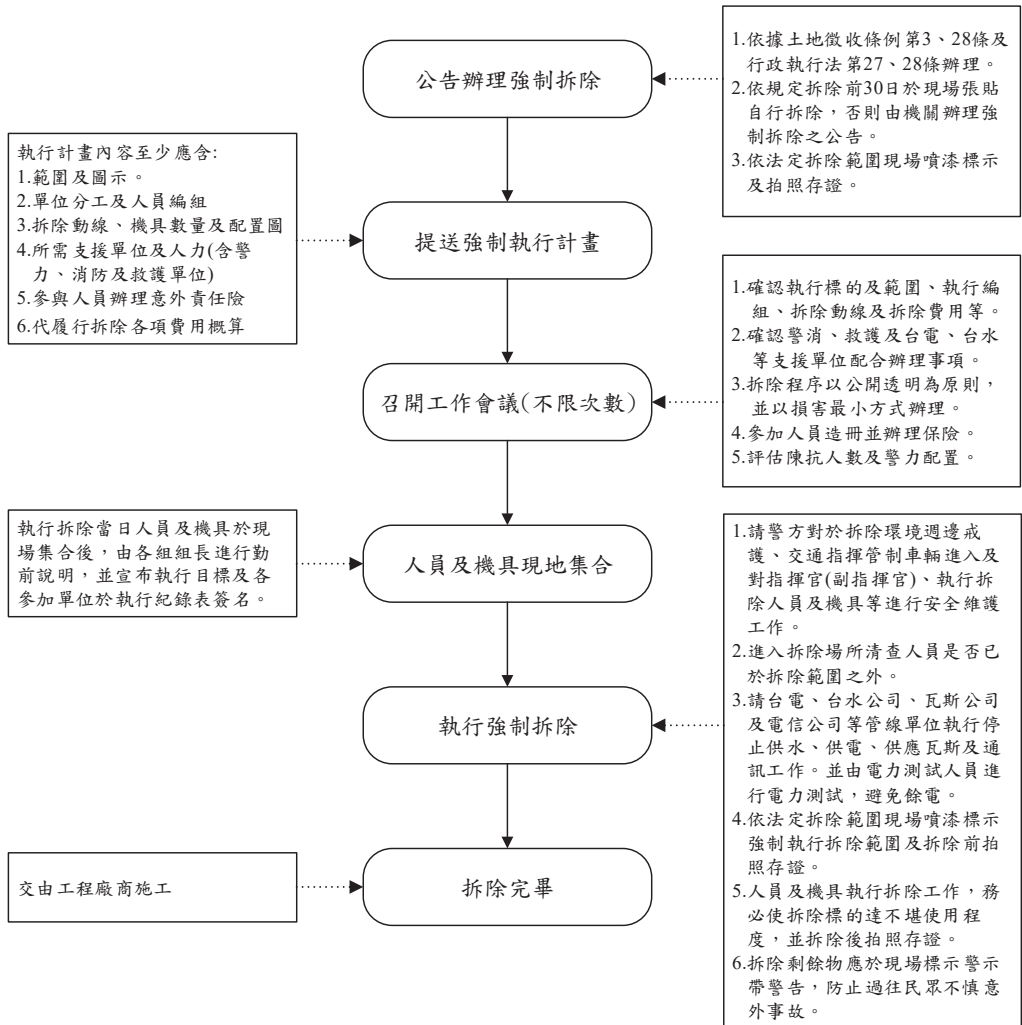 公告辦理強制拆除
1.依據土地徵收條例第3、28條及
行政執行法第27、28條辦理。
2.依規定拆除前30日於現場張貼
自行拆除，否則由機關辦理強
制拆除之公告。
3.依法定拆除範圍現場噴漆標示
及拍照存證。
執行計畫內容至少應含:
1.範圍及圖示。
2.單位分工及人員編組
3.拆除動線、機具數量及配置圖
4.所需支援單位及人力(含警
力、消防及救護單位)
5.參與人員辦理意外責任險
6.代履行拆除各項費用概算
提送強制執行計畫
召開工作會議(不限次數)
1.確認執行標的及範圍、執行編
組、拆除動線及拆除費用等。
2.確認警消、救護及台電、台水
等支援單位配合辦理事項。
3.拆除程序以公開透明為原則，
並以損害最小方式辦理。
4.參加人員造冊並辦理保險。
5.評估陳抗人數及警力配置。
執行拆除當日人員及機具於現
場集合後，由各組組長進行勤
前說明，並宣布執行目標及各
參加單位於執行紀錄表簽名。
人員及機具現地集合
執行強制拆除
1.請警方對於拆除環境週邊戒
護、交通指揮管制車輛進入及
對指揮官(副指揮官)、執行拆
除人員及機具等進行安全維護
工作。
2.進入拆除場所清查人員是否已
於拆除範圍之外。
3.請台電、台水公司、瓦斯公司
及電信公司等管線單位執行停
止供水、供電、供應瓦斯及通
訊工作。並由電力測試人員進
行電力測試，避免餘電。
4.依法定拆除範圍現場噴漆標示
強制執行拆除範圍及拆除前拍
照存證。
5.人員及機具執行拆除工作，務
必使拆除標的達不堪使用程
度，並拆除後拍照存證。
6.拆除剩餘物應於現場標示警示
帶警告，防止過往民眾不慎意
外事故。
交由工程廠商施工
拆除完畢